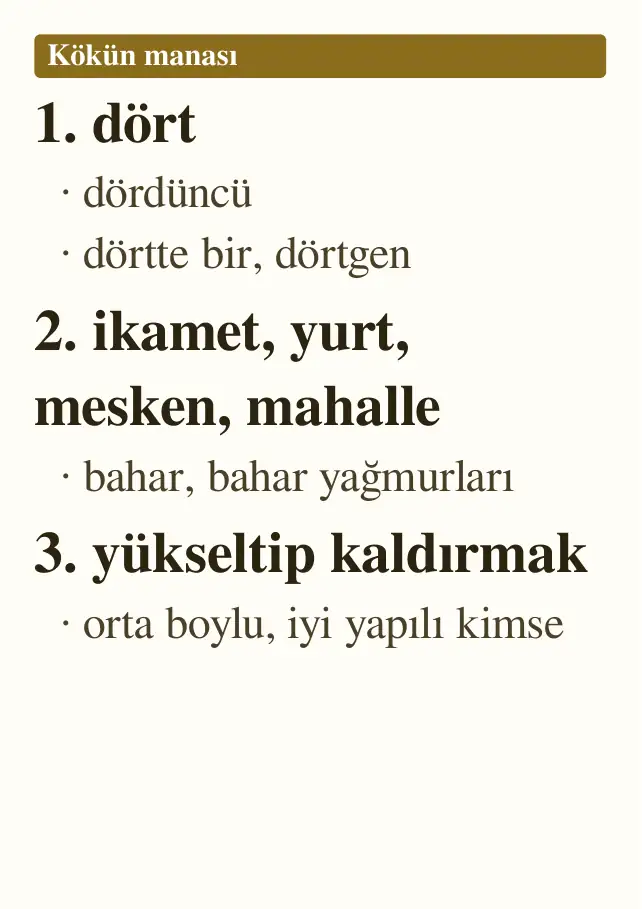 Kökün manası
1. dört
· dördüncü
· dörtte bir, dörtgen
2. ikamet, yurt,
mesken, mahalle
· bahar, bahar yağmurları
3. yükseltip kaldırmak
· orta boylu, iyi yapılı kimse